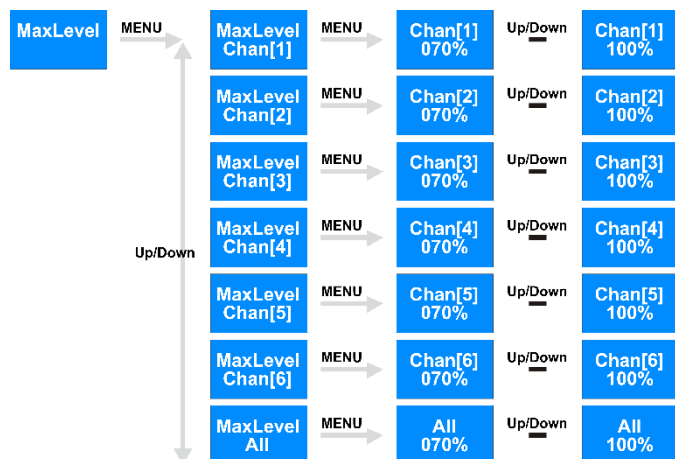 MaxLevel
MENU
MaxLevel
Chan[1]
MENU
Chan[1]
070%
Up/Down
Chan[1]
100%
MaxLevel
Chan[2]
MENU
Chan[2]
070%
Up/Down
Chan[2]
100%
MaxLevel
Chan[3]
MENU
Chan[3]
070%
Up/Down
Chan[3]
100%
Up/Down
MaxLevel
Chan[4]
MENU
Chan[4]
070%
Up/Down
Chan[4]
100%
MaxLevel
Chan[5]
MENU
Chan[5]
070%
Up/Down
Chan[5]
100%
MaxLevel
Chan[6]
MENU
Chan[6]
070%
Up/Down
Chan[6]
100%
MaxLevel
All
MENU
All
070%
Up/Down
All
100%